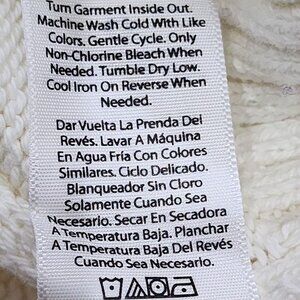 Turn Garment Inside Out.
Machine Wash Cold With Like
Colors. Gentle Cycle. Only
Non-Chlorine Bleach When
Needed. Tumble Dry Low.
Cool Iron On Reverse When
Needed.
Dar Vuelta La Prenda Del
Revés. Lavar A Máquina
En Agua Fría Con Colores
Similares. Ciclo Delicado.
Blanqueador Sin Cloro
Solamente Cuando Sea
Necesario. Secar En Secadora
A Temperatura Baja. Planchar
A Temperatura Baja Del Revés
Cuando Sea Necesario.